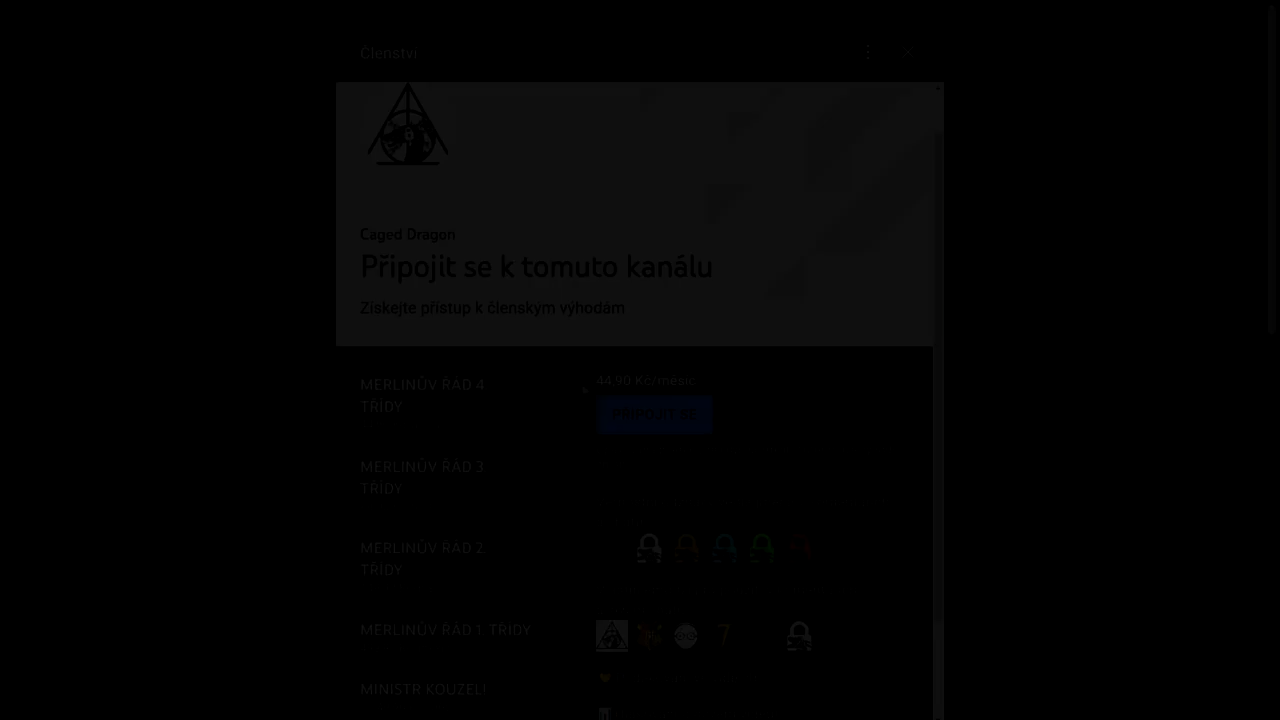 Členství
Caged Dragon
Připojit se k tomuto kanálu
Získejte přístup k členským výhodám
MERLINŮV ŘÁD 4.
TŘÍDY
44,90 Kč/měsíc
PŘIPOJIT SE
MERLINŮV ŘÁD 3.
TŘÍDY
MERLINŮV ŘÁD 2.
TŘÍDY
MERLINŮV ŘÁD 1. TŘÍDY
7
MINISTR KOUZEL!